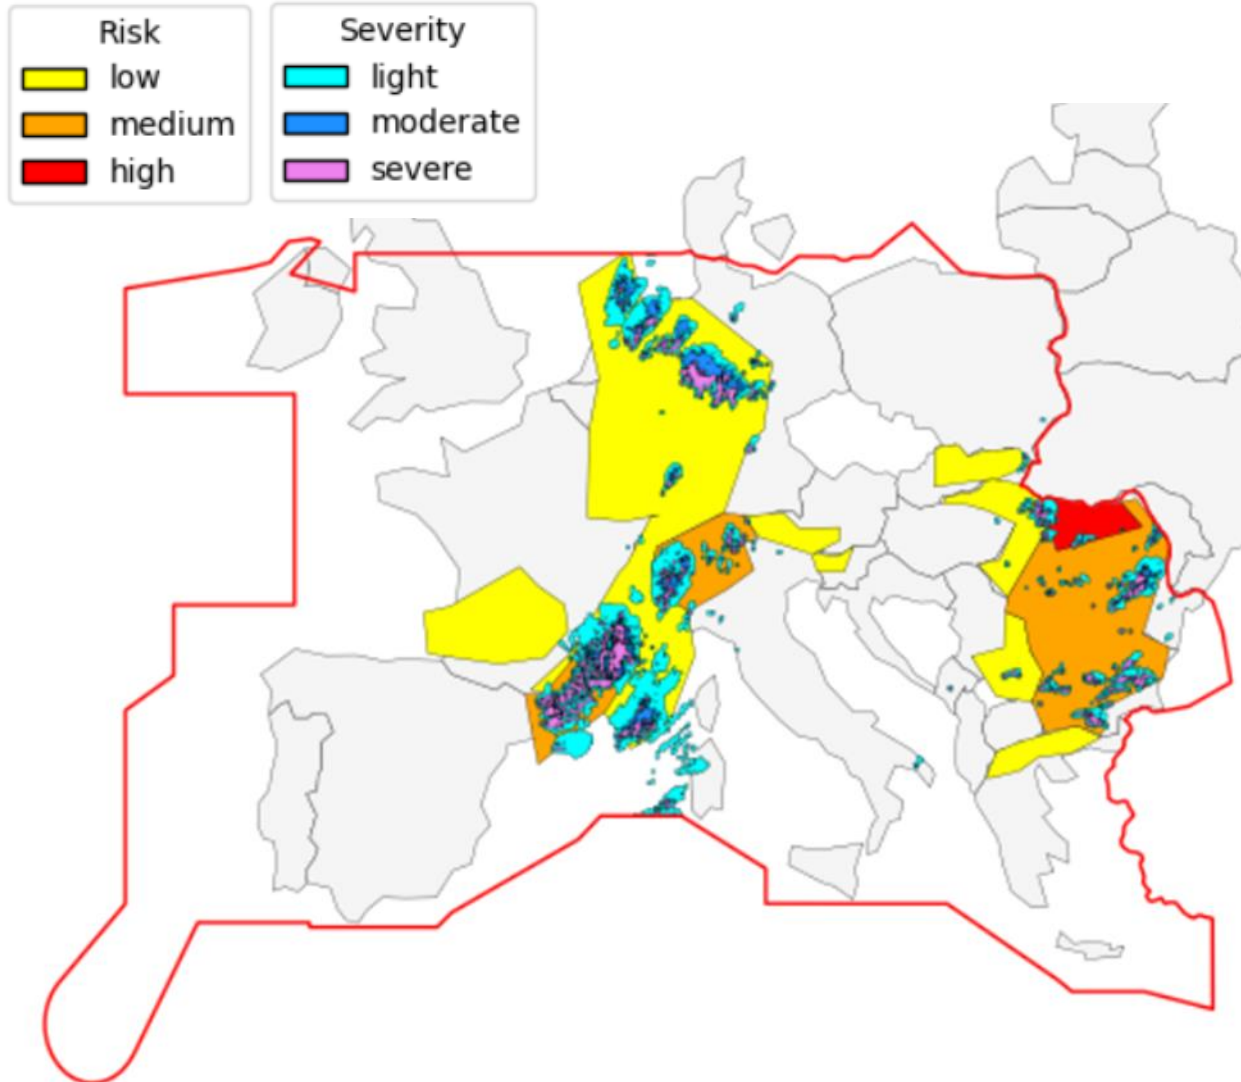 Risk
low
medium
high
Severity
light
moderate
severe